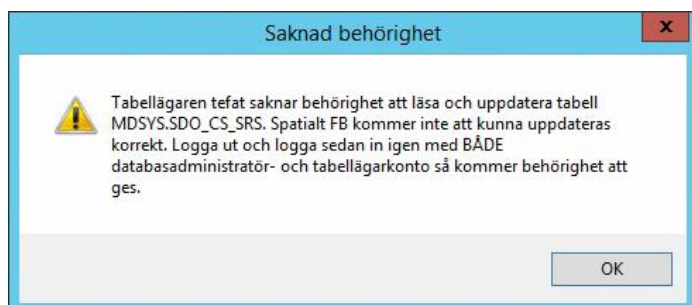 Saknad behörighet
x
Tabellägaren tefat saknar behörighet att läsa och uppdatera tabell
MDSYS.SDO_CS_SRS. Spatialt FB kommer inte att kunna uppdateras
korrekt. Logga ut och logga sedan in igen med BÅDE
databasadministratör- och tabellägarkonto så kommer behörighet att
ges.
OK